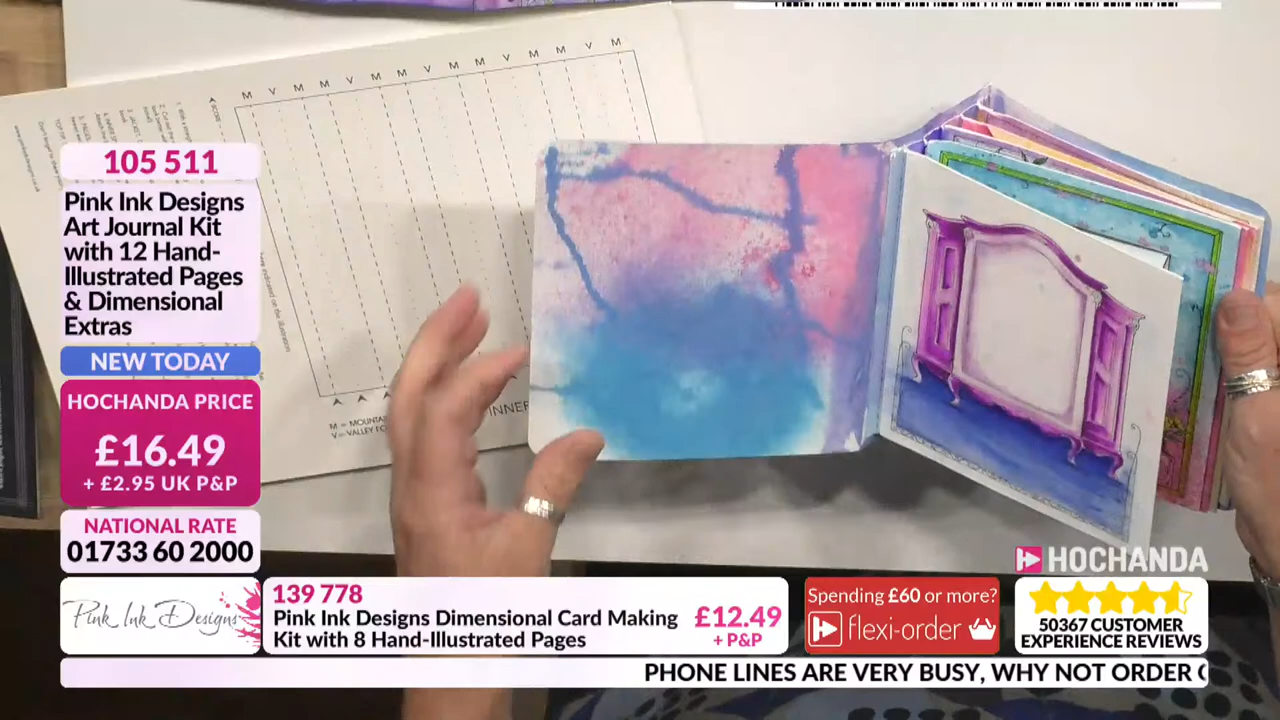 M V M M V M M V M M V M M V M
105 511
Pink Ink Designs
Art Journal Kit
with 12 Hand-
Illustrated Pages
& Dimensional
Extras
NEW TODAY
HOCHANDA PRICE
£16.49
+ £2.95 UK P&P
NATIONAL RATE
01733 60 2000
M = MOUNTA
V= VALLEY FO
INNER
HOCHANDA
Pink Ink Designs
139 778
Pink Ink Designs Dimensional Card Making
Kit with 8 Hand-Illustrated Pages
£12.49
+ P&P
Spending £60 or more?
flexi-order
50367 CUSTOMER
EXPERIENCE REVIEWS
PHONE LINES ARE VERY BUSY, WHY NOT ORDER